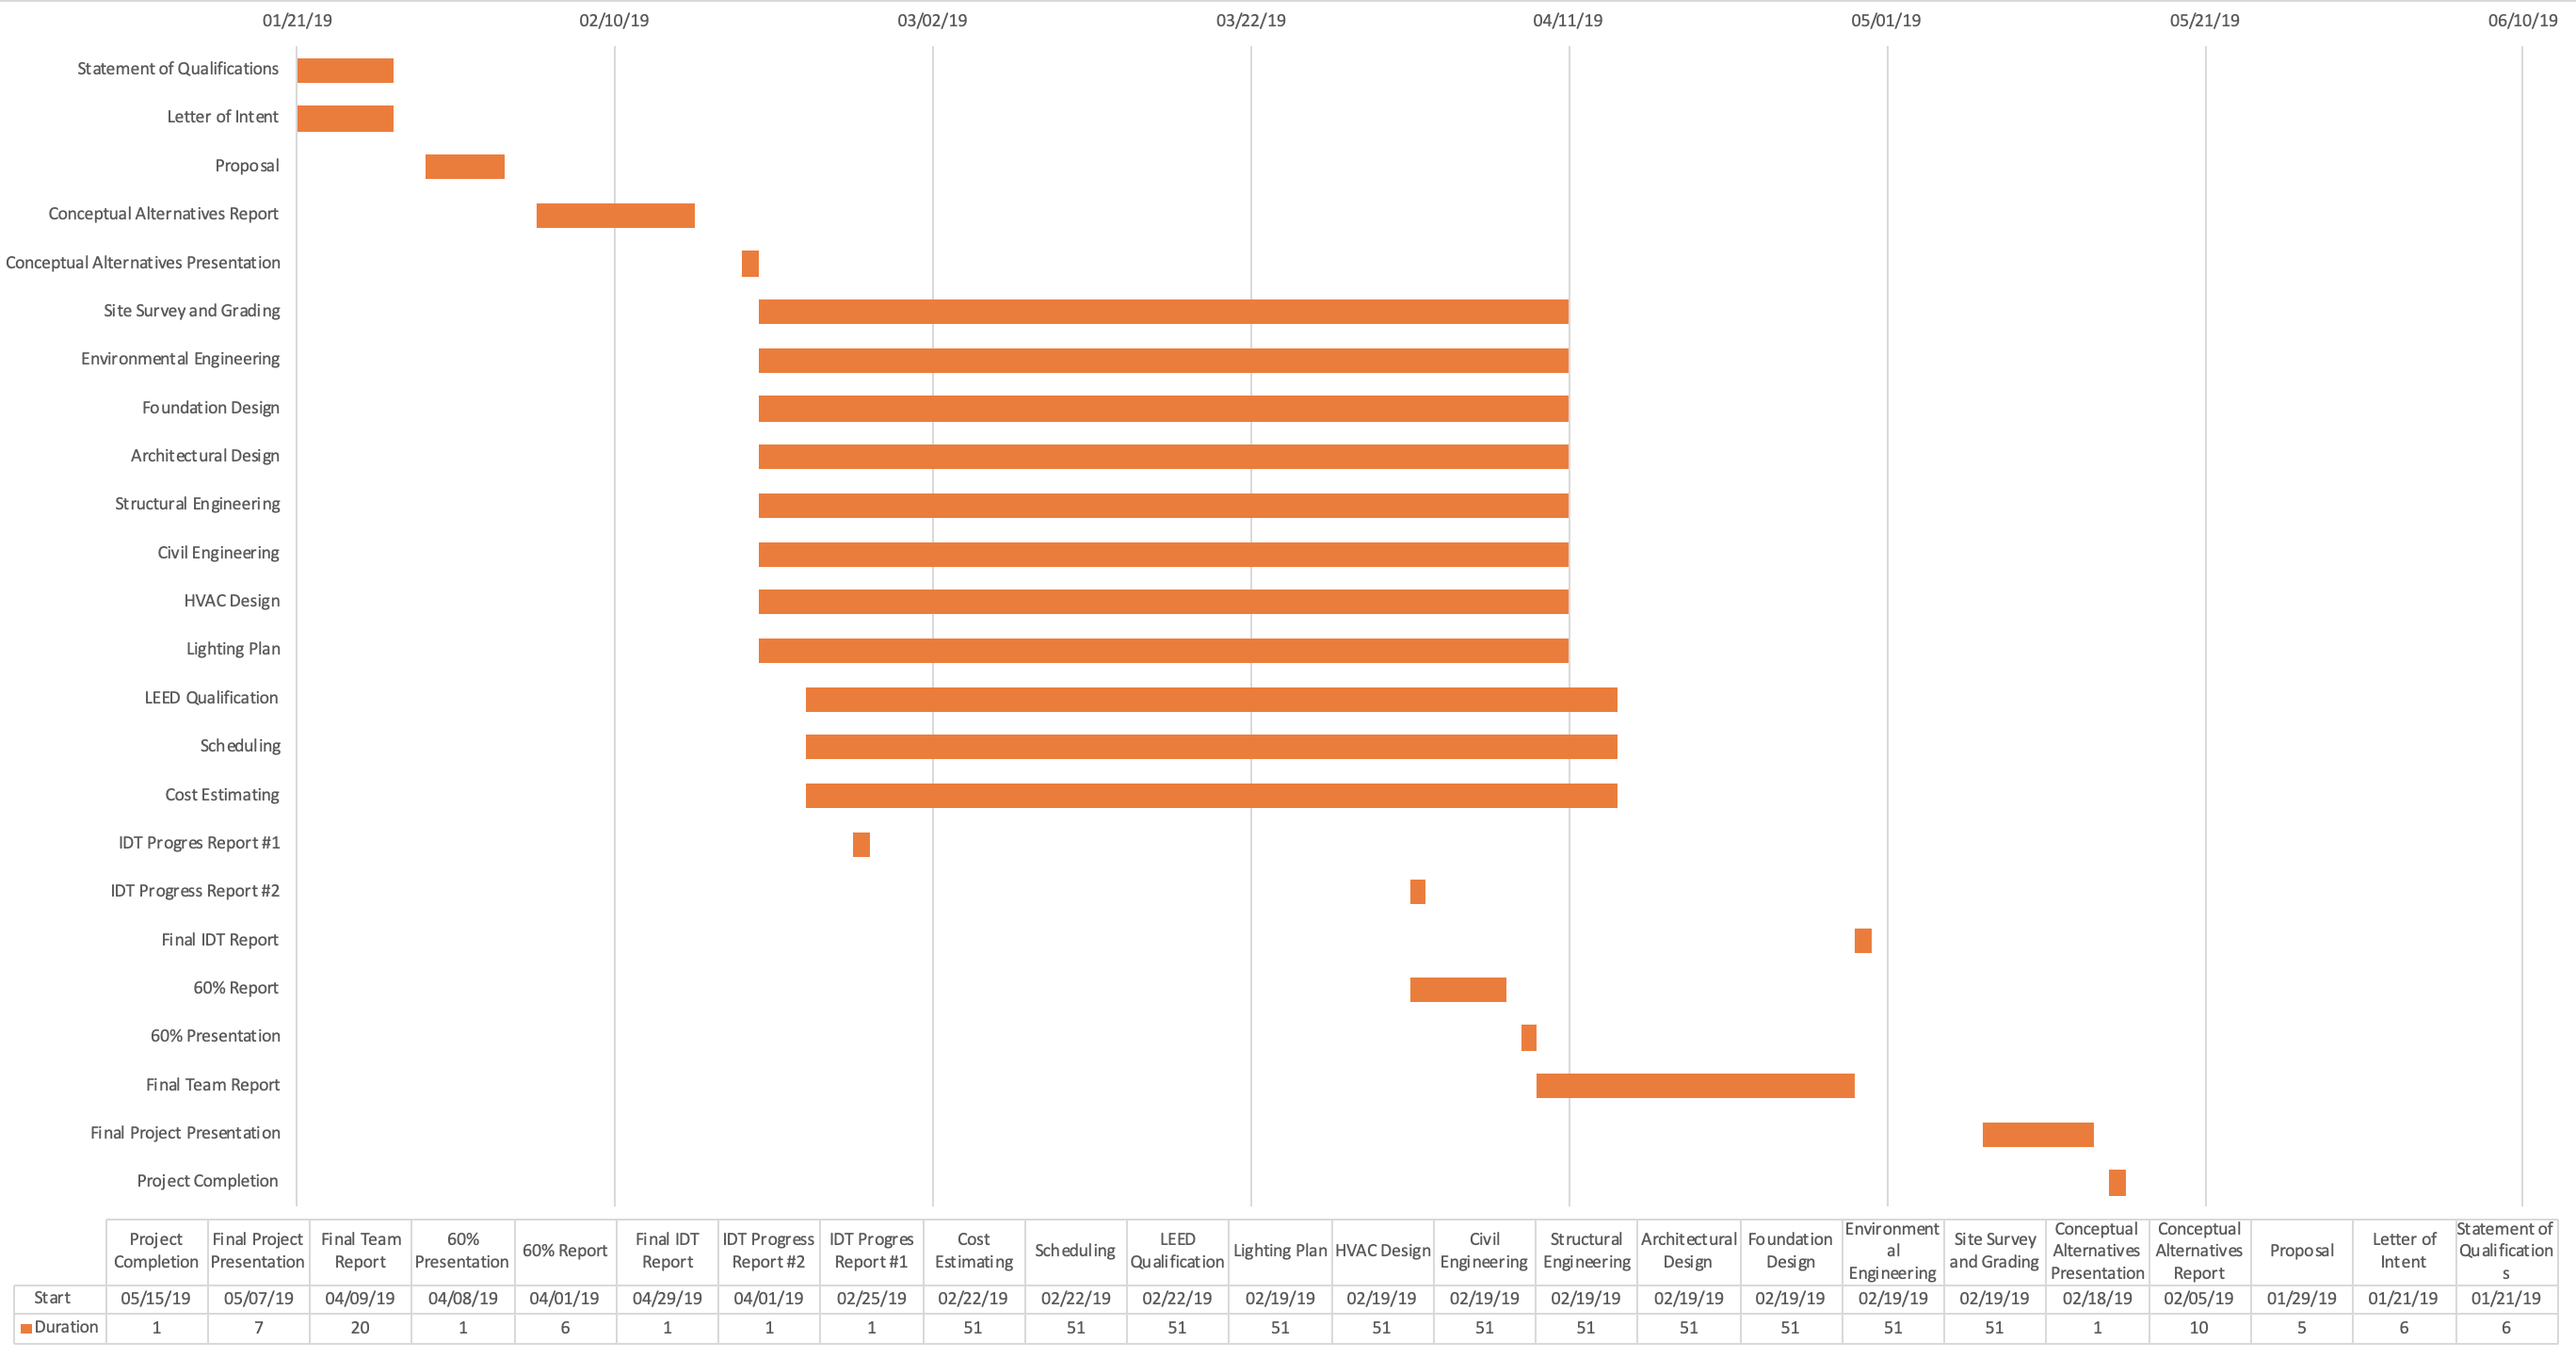 01/21/19 02/10/19 03/02/19 03/22/19 04/11/19 05/01/19 05/21/19 06/10/19
Statement of Qualifications
Letter of Intent
Proposal
Conceptual Alternatives Report
Conceptual Alternatives Presentation
Site Survey and Grading
Environmental Engineering
Foundation Design
Architectural Design
Structural Engineering
Civil Engineering
HVAC Design
Lighting Plan
LEED Qualification
Scheduling
Cost Estimating
IDT Progres Report #1
IDT Progress Report #2
Final IDT Report
60% Report
60% Presentation
Final Team Report
Final Project Presentation
Project Completion
Project
Completion
Final Project
Presentation
Final Team
Report
60%
Presentation
60% Report
Final IDT
Report
IDT Progress
Report #2
IDT Progres
Report #1
Cost
Estimating
Scheduling
LEED
Qualification
Lighting Plan
HVAC Design
Civil
Engineering
Structural
Engineering
Architectural
Design
Foundation
Design
Environment
al
Engineering
Site Survey
and Grading
Conceptual
Alternatives
Presentation
Conceptual
Alternatives
Report
Proposal
Letter of
Intent
Statement of
Qualification
s
Start 05/15/19 05/07/19 04/09/19 04/08/19 04/01/19 04/29/19 04/01/19 02/25/19 02/22/19 02/22/19 02/22/19 02/19/19 02/19/19 02/19/19 02/19/19 02/19/19 02/19/19 02/19/19 02/19/19 02/18/19 02/05/19 01/29/19 01/21/19 01/21/19
Duration 1 7 20 1 6 1 1 1 51 51 51 51 51 51 51 51 51 51 51 1 10 5 6 6